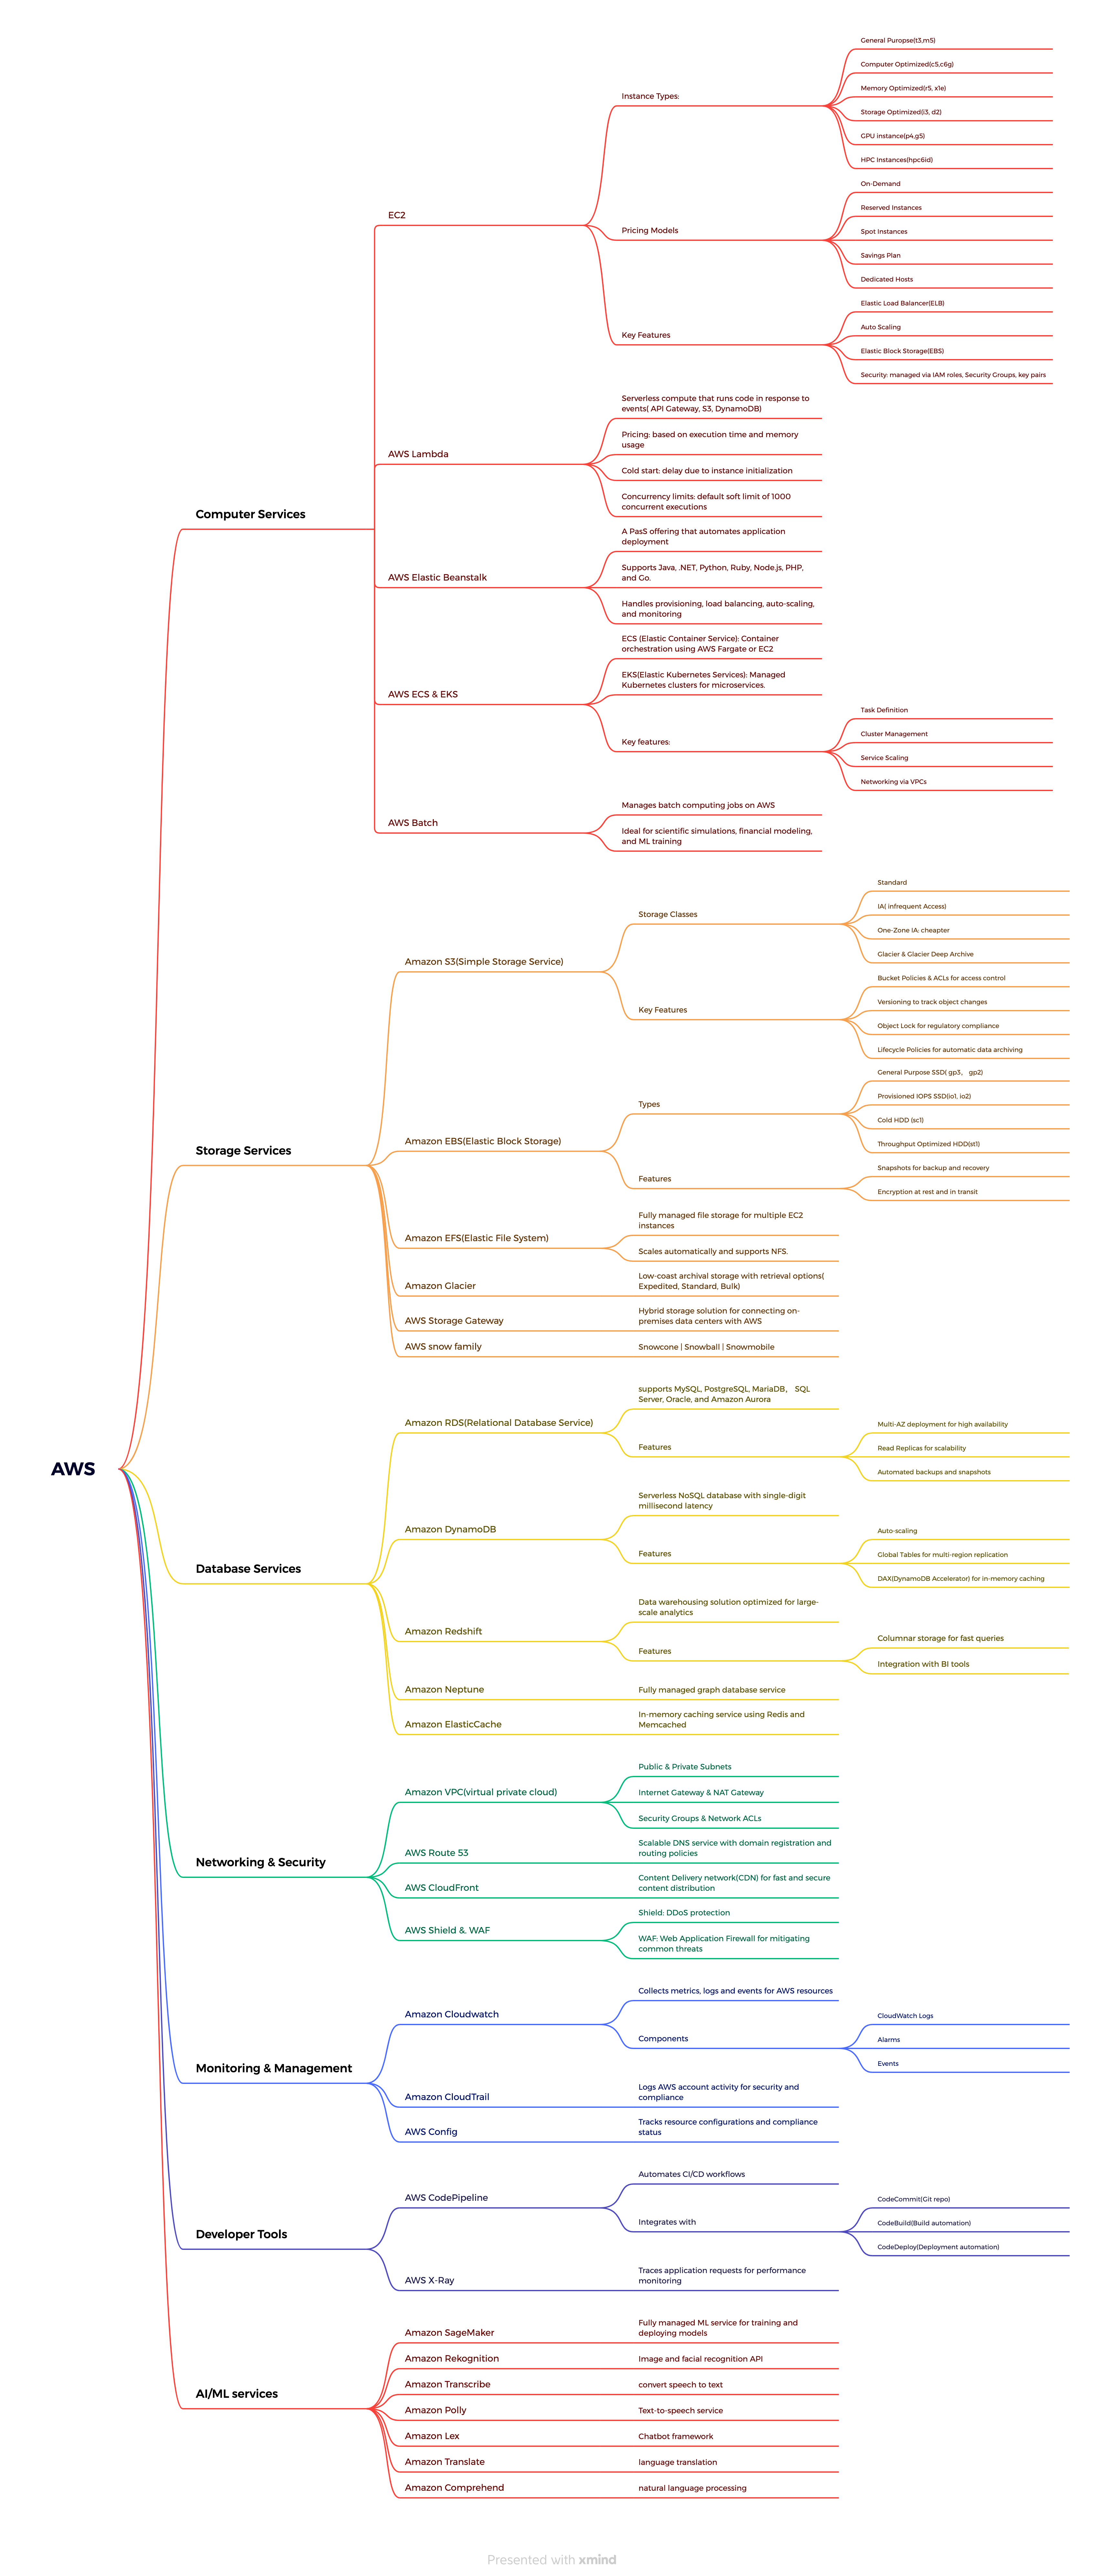 AWS
Computer Services
EC2
Instance Types:
General Puropse(t3,m5)
Computer Optimized(c5,c6g)
Memory Optimized(r5, x1e)
Storage Optimized(i3, d2)
GPU instance(p4,g5)
HPC Instances(hpc6id)
Pricing Models
On-Demand
Reserved Instances
Spot Instances
Savings Plan
Dedicated Hosts
Key Features
Elastic Load Balancer(ELB)
Auto Scaling
Elastic Block Storage(EBS)
Security: managed via IAM roles, Security Groups, key pairs
AWS Lambda
Serverless compute that runs code in response to
events( API Gateway, S3, DynamoDB)
Pricing: based on execution time and memory
usage
Cold start: delay due to instance initialization
Concurrency limits: default soft limit of 1000
concurrent executions
AWS Elastic Beanstalk
A PasS offering that automates application
deployment
Supports Java, .NET, Python, Ruby, Node.js, PHP,
and Go.
Handles provisioning, load balancing, auto-scaling,
and monitoring
AWS ECS & EKS
ECS (Elastic Container Service): Container
orchestration using AWS Fargate or EC2
EKS(Elastic Kubernetes Services): Managed
Kubernetes clusters for microservices.
Key features:
Task Definition
Cluster Management
Service Scaling
Networking via VPCs
AWS Batch
Manages batch computing jobs on AWS
Ideal for scientific simulations, financial modeling,
and ML training
Storage Services
Amazon S3(Simple Storage Service)
Storage Classes
Standard
IA( infrequent Access)
One-Zone IA: cheapter
Glacier & Glacier Deep Archive
Key Features
Bucket Policies & ACLs for access control
Versioning to track object changes
Object Lock for regulatory compliance
Lifecycle Policies for automatic data archiving
Amazon EBS(Elastic Block Storage)
Types
General Purpose SSD( gp3， gp2)
Provisioned IOPS SSD(io1, io2)
Cold HDD (sc1)
Throughput Optimized HDD(st1)
Features
Snapshots for backup and recovery
Encryption at rest and in transit
Amazon EFS(Elastic File System)
Fully managed file storage for multiple EC2
instances
Scales automatically and supports NFS.
Amazon Glacier
Low-coast archival storage with retrieval options(
Expedited, Standard, Bulk)
AWS Storage Gateway
Hybrid storage solution for connecting on-
premises data centers with AWS
AWS snow family
Snowcone | Snowball | Snowmobile
Database Services
Amazon RDS(Relational Database Service)
supports MySQL, PostgreSQL, MariaDB， SQL
Server, Oracle, and Amazon Aurora
Features
Multi-AZ deployment for high availability
Read Replicas for scalability
Automated backups and snapshots
Amazon DynamoDB
Serverless NoSQL database with single-digit
millisecond latency
Features
Auto-scaling
Global Tables for multi-region replication
DAX(DynamoDB Accelerator) for in-memory caching
Amazon Redshift
Data warehousing solution optimized for large-
scale analytics
Features
Columnar storage for fast queries
Integration with BI tools
Amazon Neptune
Fully managed graph database service
Amazon ElasticCache
In-memory caching service using Redis and
Memcached
Networking & Security
Amazon VPC(virtual private cloud)
Public & Private Subnets
Internet Gateway & NAT Gateway
Security Groups & Network ACLs
AWS Route 53
Scalable DNS service with domain registration and
routing policies
AWS CloudFront
Content Delivery network(CDN) for fast and secure
content distribution
AWS Shield &. WAF
Shield: DDoS protection
WAF: Web Application Firewall for mitigating
common threats
Monitoring & Management
Amazon Cloudwatch
Collects metrics, logs and events for AWS resources
Components
CloudWatch Logs
Alarms
Events
Amazon CloudTrail
Logs AWS account activity for security and
compliance
AWS Config
Tracks resource configurations and compliance
status
Developer Tools
AWS CodePipeline
Automates CI/CD workflows
Integrates with
CodeCommit(Git repo)
CodeBuild(Build automation)
CodeDeploy(Deployment automation)
AWS X-Ray
Traces application requests for performance
monitoring
AI/ML services
Amazon SageMaker
Fully managed ML service for training and
deploying models
Amazon Rekognition
Image and facial recognition API
Amazon Transcribe
convert speech to text
Amazon Polly
Text-to-speech service
Amazon Lex
Chatbot framework
Amazon Translate
language translation
Amazon Comprehend
natural language processing
Presented with xmind